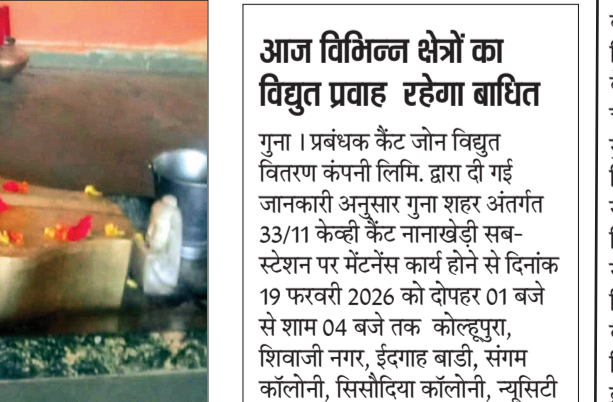 आज विभिन्न क्षेत्रों का
विद्युत प्रवाह रहेगा बाधित
गुना । प्रबंधक कैंट जोन विद्युत
वितरण कंपनी लिमि. द्वारा दी गई
जानकारी अनुसार गुना शहर अंतर्गत
33/11 केव्ही कैंट नानाखेड़ी सब-
स्टेशन पर मेंटनेंस कार्य होने से दिनांक
19 फरवरी 2026 को दोपहर 01 बजे
से शाम 04 बजे तक कोल्हूपुरा,
शिवाजी नगर, ईदगाह बाडी, संगम
कॉलोनी, सिसौदिया कॉलोनी, न्यूसिटी